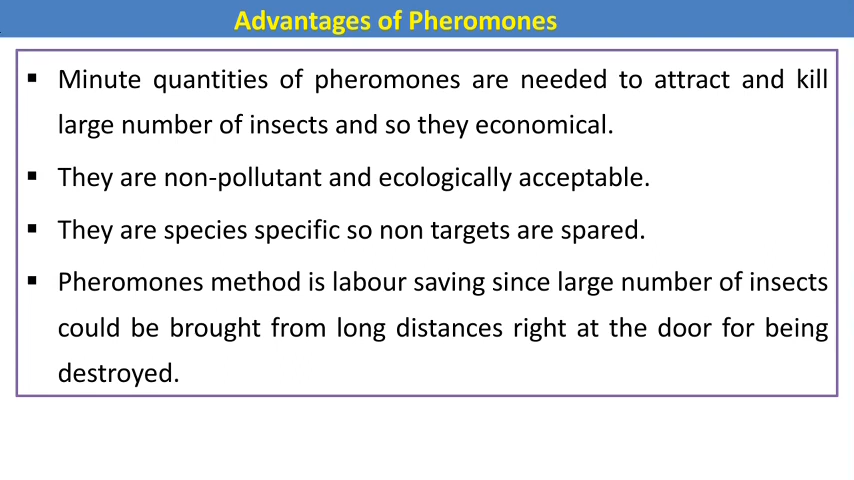 Advantages of Pheromones
▪ Minute quantities of pheromones are needed to attract and kill
large number of insects and so they economical.
▪ They are non-pollutant and ecologically acceptable.
▪ They are species specific so non targets are spared.
▪ Pheromones method is labour saving since large number of insects
could be brought from long distances right at the door for being
destroyed.